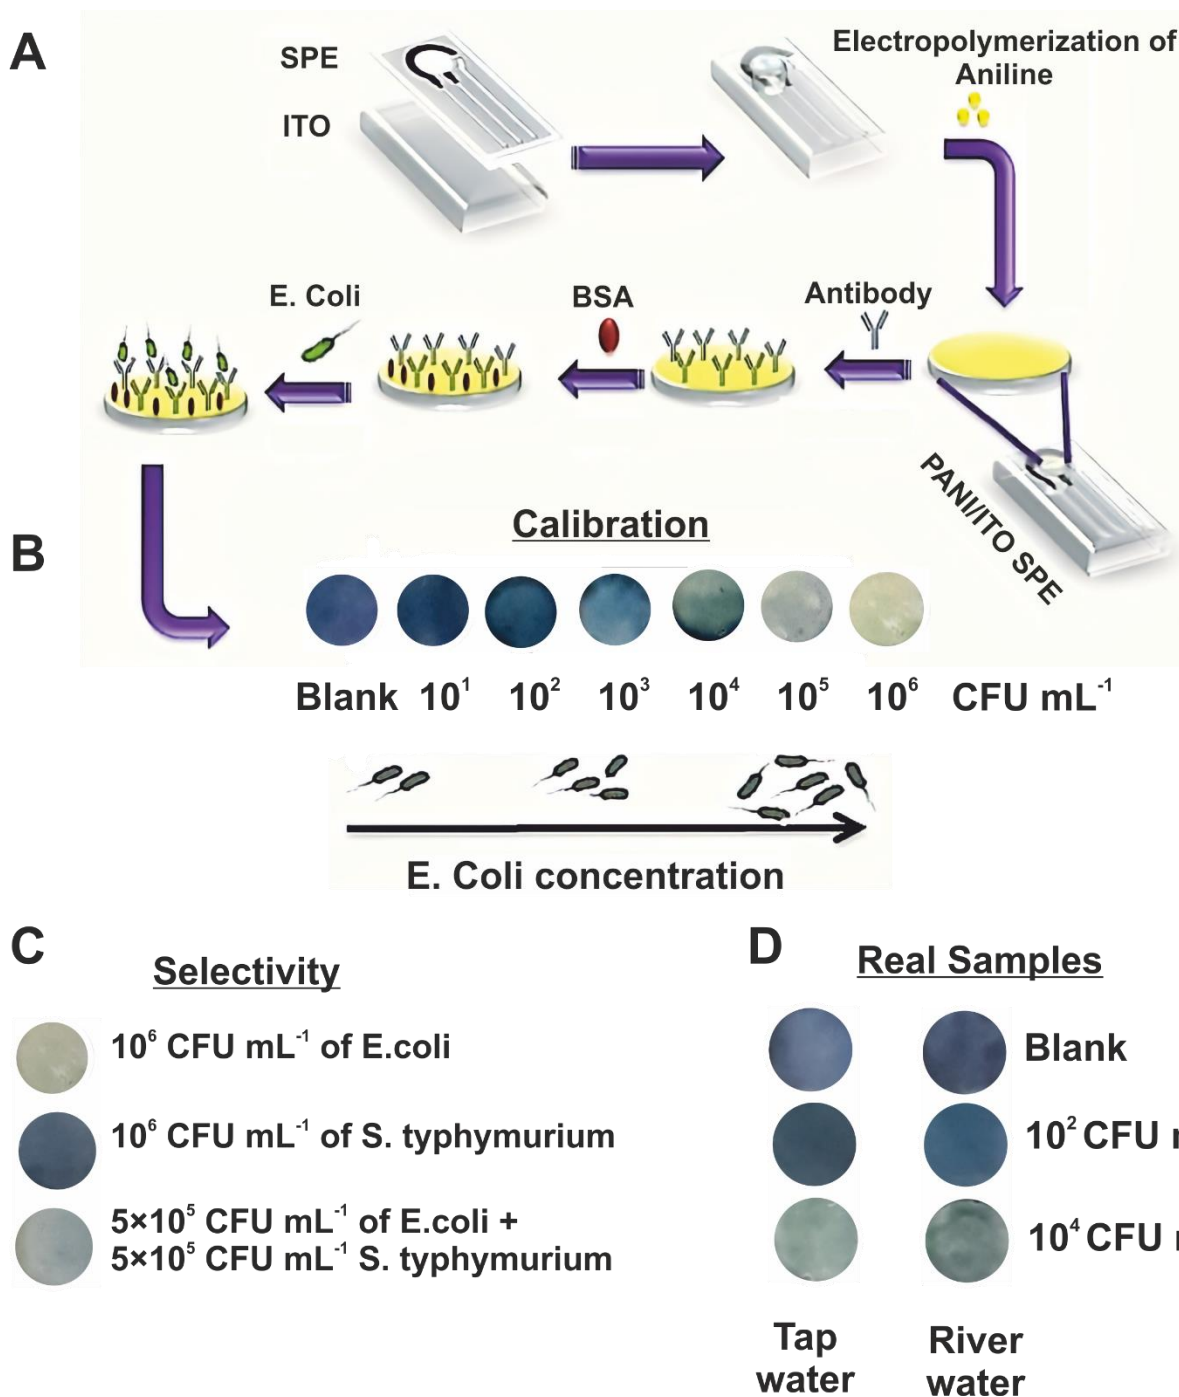 A
SPE
ITO
Electropolymerization of
Aniline
E. Coli
BSA
Antibody
PANI/ITO SPE
B
Calibration
Blank 10¹ 10² 10³ 10⁴ 10⁵ 10⁶ CFU mL⁻¹
E. Coli concentration
C
Selectivity
10⁶ CFU mL⁻¹ of E.coli
10⁶ CFU mL⁻¹ of S. typhymurium
5×10⁵ CFU mL⁻¹ of E.coli +
5×10⁵ CFU mL⁻¹ S. typhymurium
D
Real Samples
Blank
10² CFU
10⁴ CFU
Tap
water
River
water